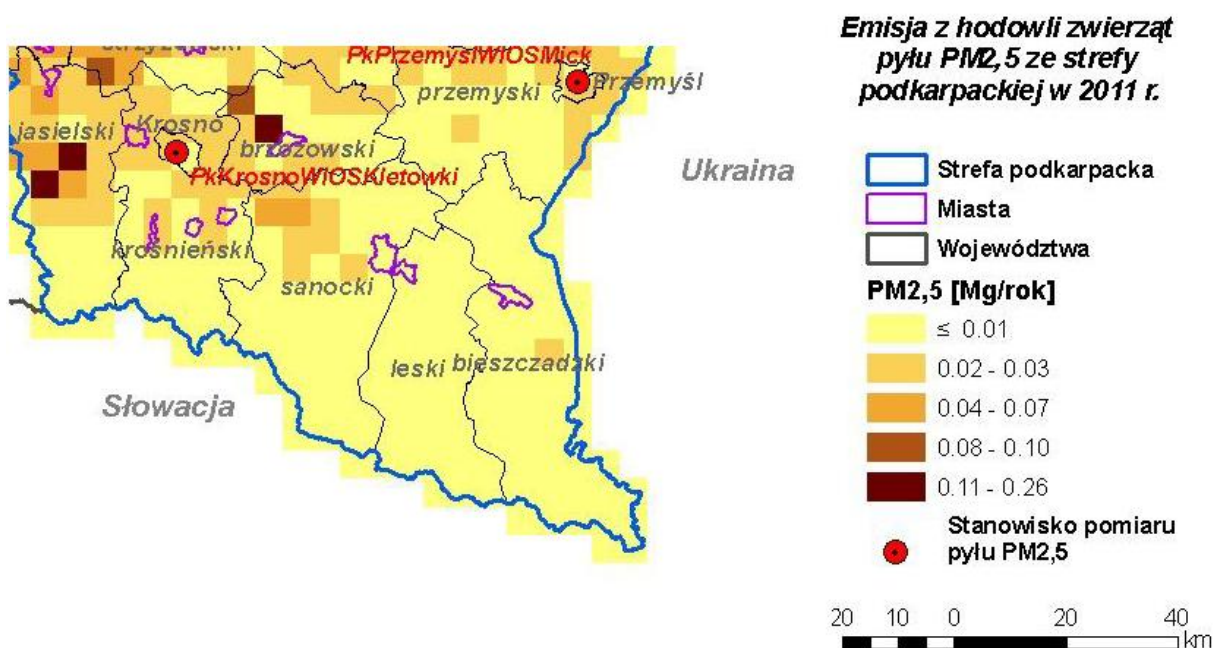 Emisja z hodowli zwierząt
pyłu PM2,5 ze strefy
podkarpackiej w 2011 r.
strzyżowski
PkPrzemyslWIOSMick
przemyski
Przemyśl
jasielski
Krosno
brzozowski
PkKrosnoWIOSKletowki
Ukraina
krośnieński
sanocki
leski
bieszczadzki
Słowacja
Strefa podkarpacka
Miasta
Województwa
PM2,5 [Mg/rok]
≤ 0.01
0.02 - 0.03
0.04 - 0.07
0.08 - 0.10
0.11 - 0.26
Stanowisko pomiaru
pyłu PM2,5
20 10 0 20 40
km